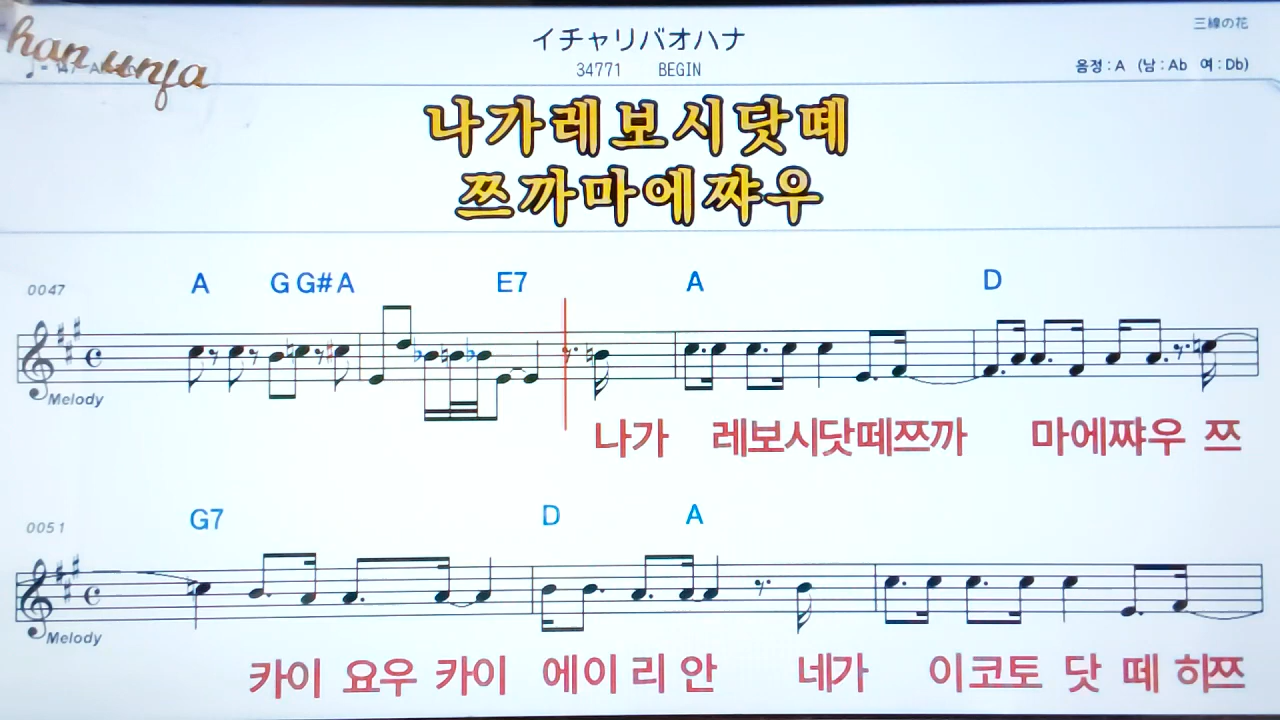 han unja
三線の花
イチャリバオハナ
34771 BEGIN
음정 : A (남 : Ab 여 : Db)
나가레보시닷떼
쯔까마에쨔우
0047
A G G# A E7 A D
Melody
나가 레보시닷떼쯔까 마에쨔우 쯔
0051
G7 D A
Melody
카이 요우 카이 에이 리 안 네가 이코토 닷 떼 히쯔